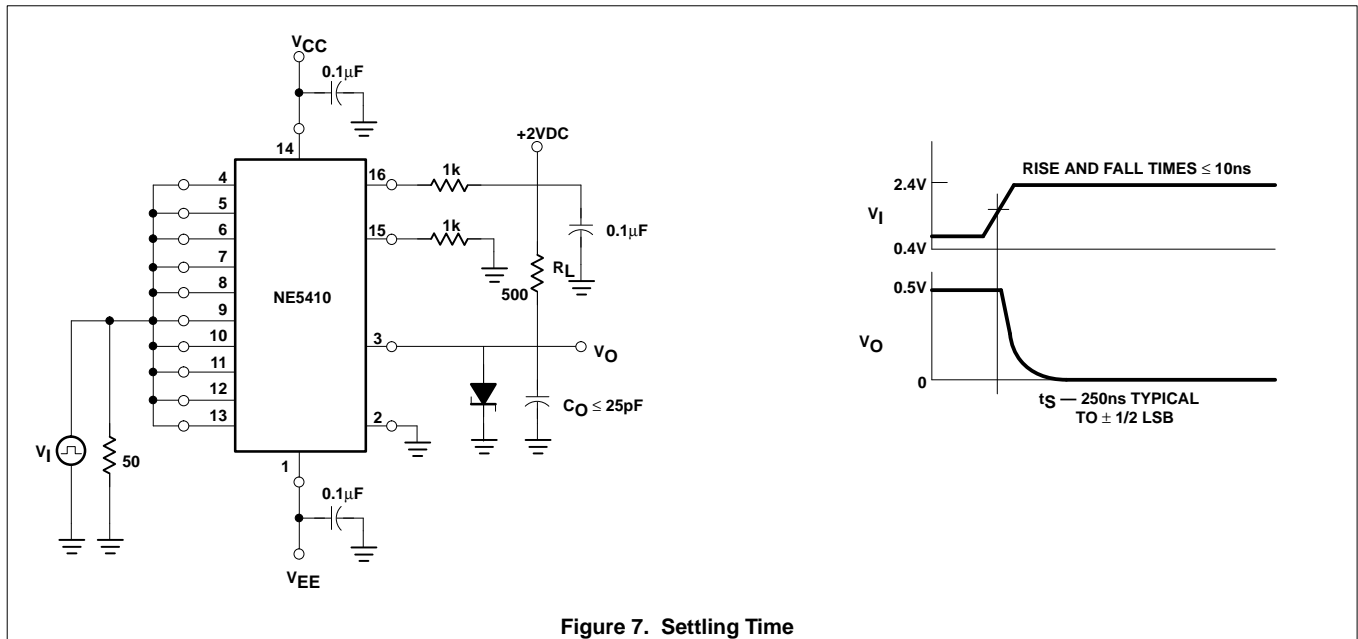 VCC
0.1μF
14
+2VDC
4
5
6
7
8
9
10
11
12
13
NE5410
16
1k
15
1k
0.1μF
RL
500
3
VO
CO ≤ 25pF
2
VI
50
1
0.1μF
VEE
RISE AND FALL TIMES ≤ 10ns
2.4V
VI
0.4V
0.5V
VO
0
tS — 250ns TYPICAL
TO ± 1/2 LSB
Figure 7. Settling Time